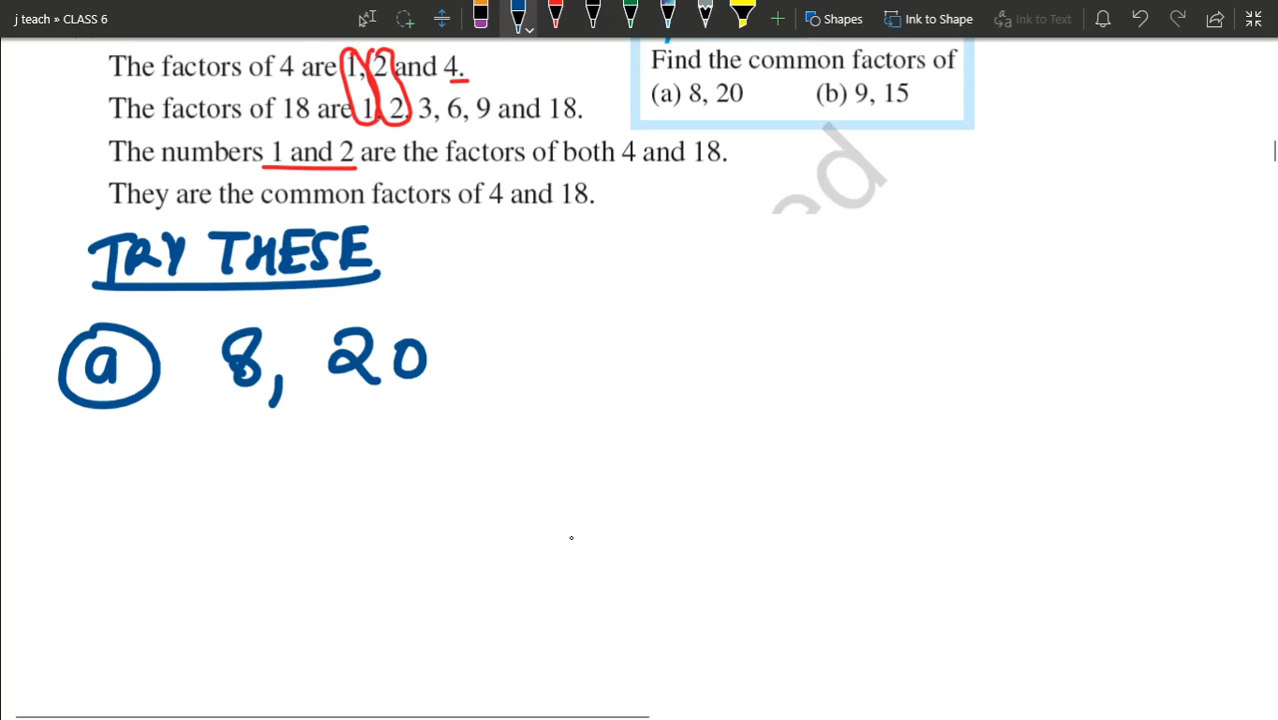 j teach » CLASS 6
Shapes
Ink to Shape
Ink to Text
The factors of 4 are 1, 2 and 4.
The factors of 18 are 1, 2, 3, 6, 9 and 18.
The numbers 1 and 2 are the factors of both 4 and 18.
They are the common factors of 4 and 18.
Find the common factors of
(a) 8, 20 (b) 9, 15
TRY THESE
a 8, 20